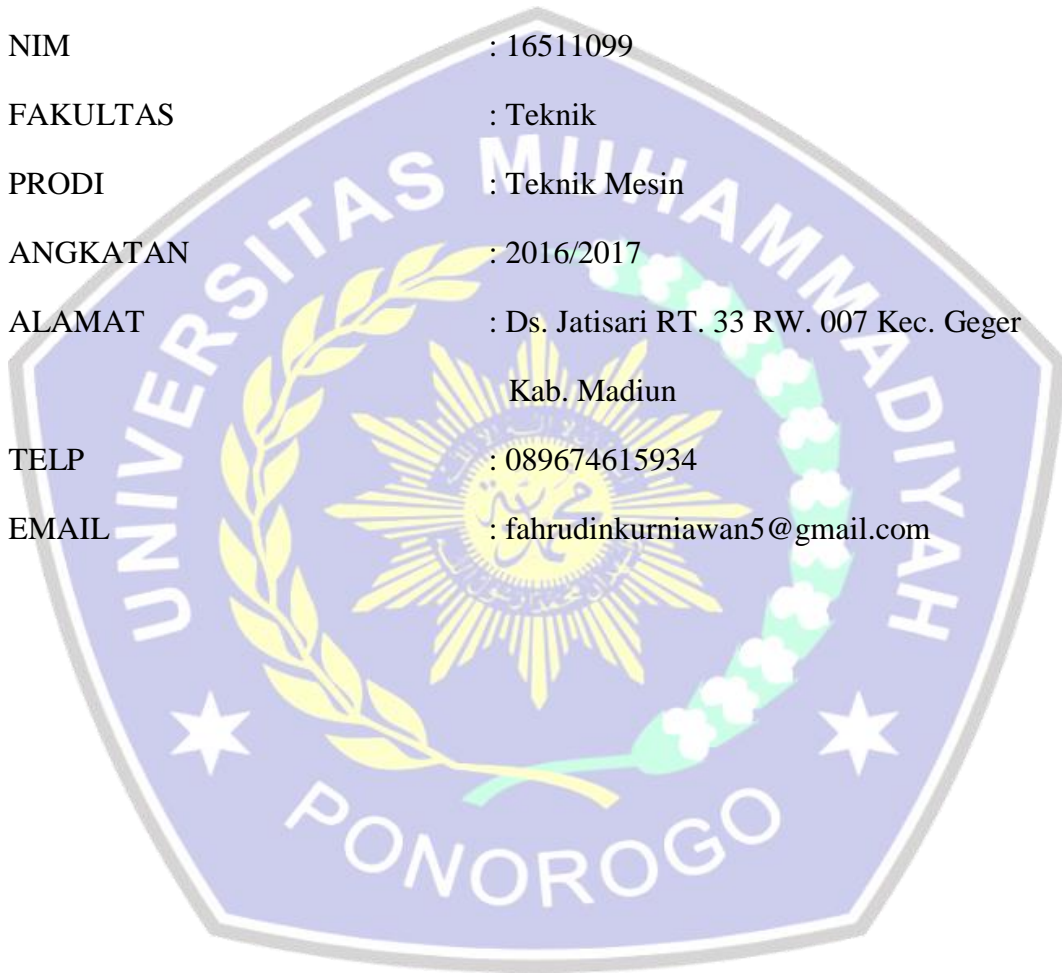 NIM : 16511099
FAKULTAS : Teknik
PRODI : Teknik Mesin
ANGKATAN : 2016/2017
ALAMAT : Ds. Jatisari RT. 33 RW. 007 Kec. Geger
Kab. Madiun
TELP : 089674615934
EMAIL : fahrudinkurniawan5@gmail.com
UNIVERSITAS MUHAMMADIYAH
PONOROGO